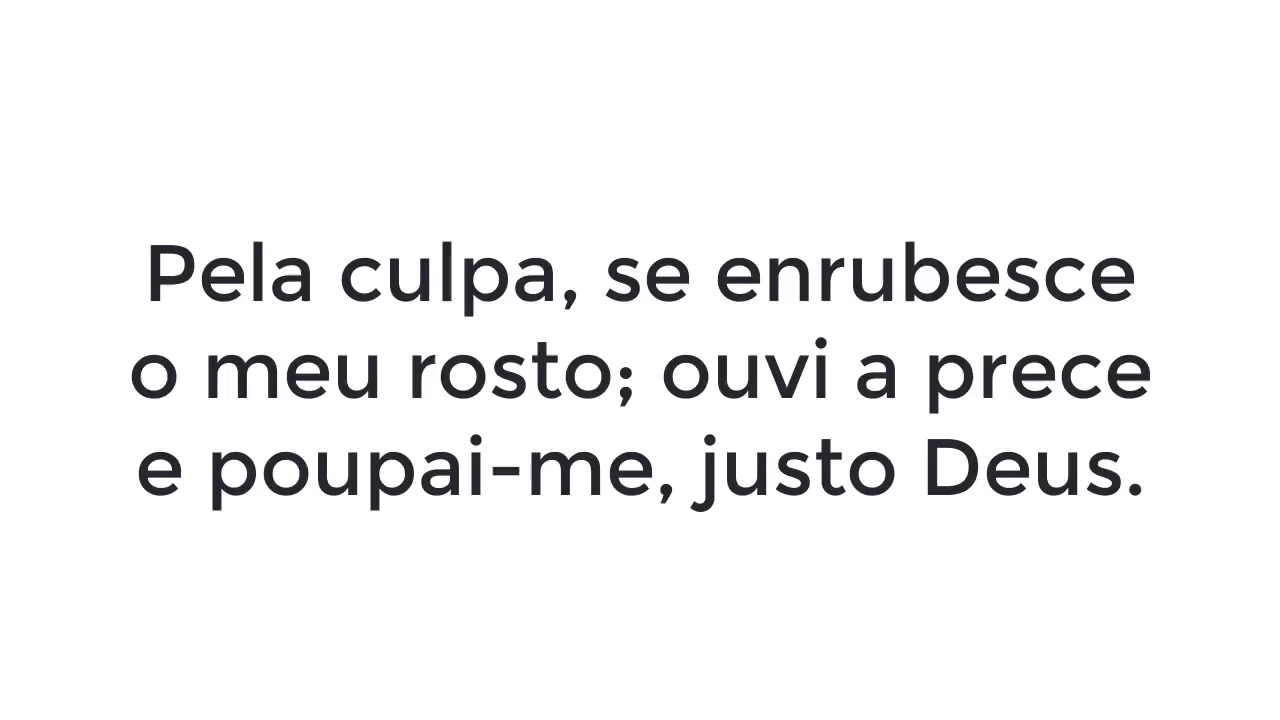 Pela culpa, se enrubesce
o meu rosto; ouvi a prece
e poupai-me, justo Deus.